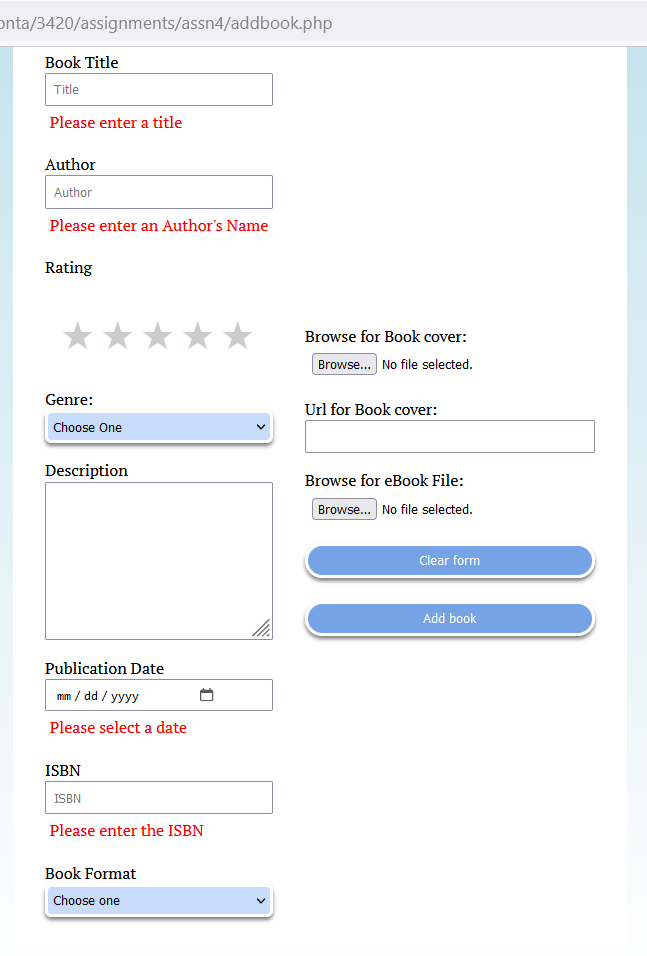 onta/3420/assignments/assn4/addbook.php
Book Title
Title
Please enter a title
Author
Author
Please enter an Author's Name
Rating
Genre:
Choose One
Description
Publication Date
mm / dd / yyyy
Please select a date
ISBN
ISBN
Please enter the ISBN
Book Format
Choose one
Browse for Book cover:
Browse... No file selected.
Url for Book cover:
Browse for eBook File:
Browse... No file selected.
Clear form
Add book